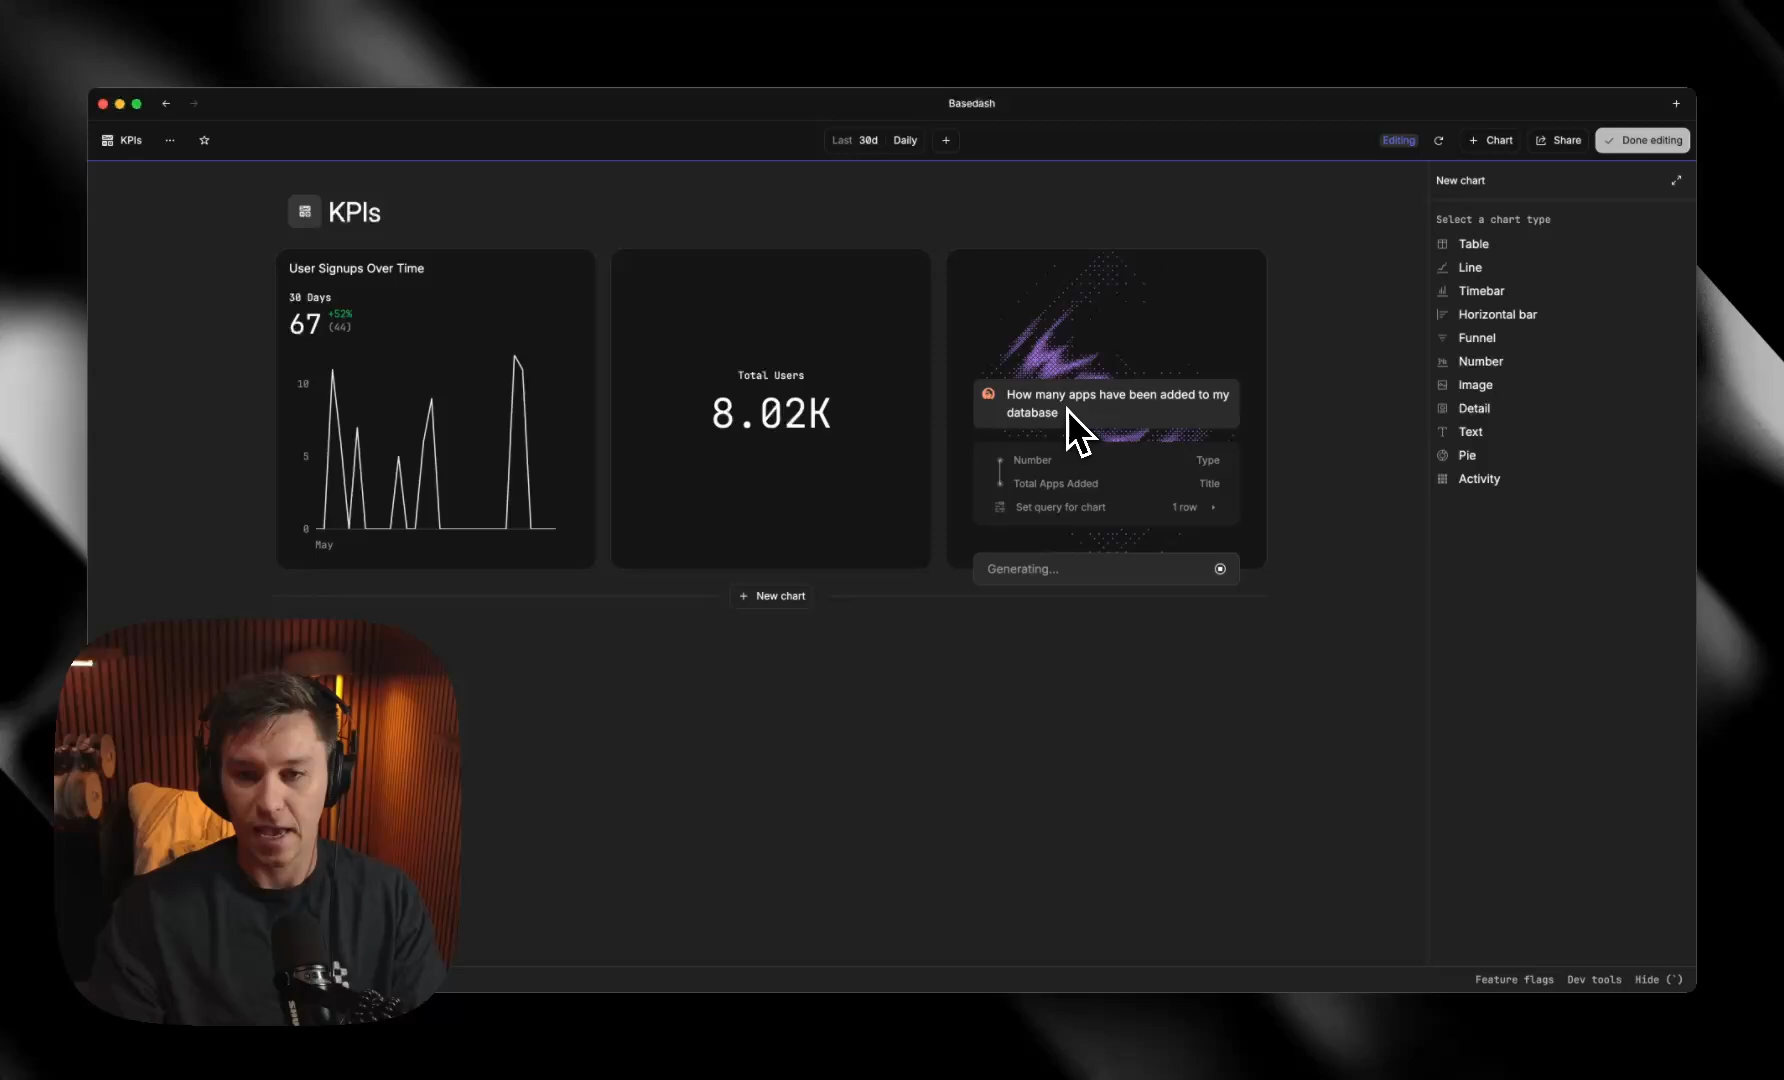 Basedash
KPIs
Last 30d Daily
Editing
Chart
Share
Done editing
KPIs
User Signups Over Time
30 Days
67 +52%
(44)
10
5
0
May
Total Users
8.02K
How many apps have been added to my
database
Number Type
Total Apps Added Title
Set query for chart 1 row
Generating...
New chart
New chart
Select a chart type
Table
Line
Timebar
Horizontal bar
Funnel
Number
Image
Detail
Text
Pie
Activity
Feature flags Dev tools Hide (`)